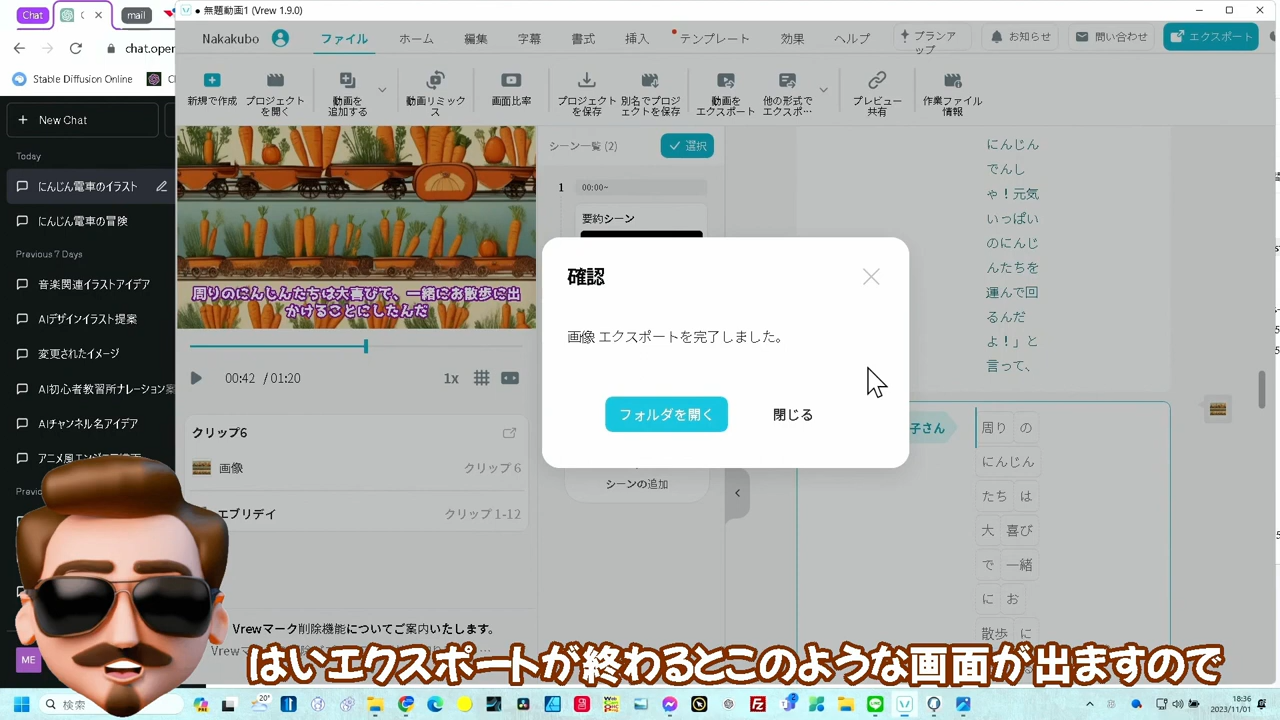 Chat
mail
● 無題動画1 (Vrew 1.9.0)
chat.open
Stable Diffusion Online
Nakakubo
ファイル
ホーム
編集
字幕
書式
挿入
テンプレート
効果
ヘルプ
プランア
ップ
お知らせ
問い合わせ
エクスポート
新規で作成
プロジェクト
を開く
動画を
追加する
動画リミック
ス
画面比率
プロジェクト
を保存
別名でプロジ
ェクトを保存
動画を
エクスポート
他の形式で
エクスポ…
プレビュー
共有
作業ファイル
情報
New Chat
Today
にんじん電車のイラスト
にんじん電車の冒険
Previous 7 Days
音楽関連イラストアイデア
AIデザインイラスト提案
変更されたイメージ
AI初心者教習所ナレーション案
AIチャンネル名アイデア
ME
周りのにんじんたちは大喜びで、一緒にお散歩に出
かけることにしたんだ
00:42 / 01:20
1x
クリップ6
画像
クリップ 6
エブリデイ
クリップ 1-12
Vrewマーク削除機能についてご案内いたします。
シーン一覧 (2)
選択
1
00:00~
要約シーン
シーンの追加
確認
画像 エクスポートを完了しました。
フォルダを開く
閉じる
にんじん
でんし
ゃ！元気
いっぱい
のにんじ
んたちを
運んで回
るんだ
よ！」と
言って、
子さん
周り の
にんじん
たち は
大 喜び
で 一緒
に お
散歩 に
はいエクスポートが終わるとこのような画面が出ますので
検索
20°
18:36
2023/11/01